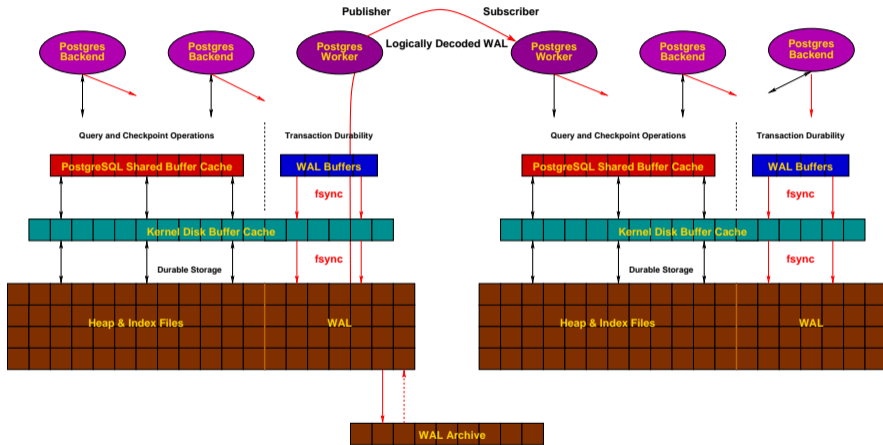 Publisher
Subscriber
Logically Decoded WAL
Postgres
Backend
Postgres
Backend
Postgres
Worker
Postgres
Worker
Postgres
Backend
Postgres
Backend
Query and Checkpoint Operations
Transaction Durability
Query and Checkpoint Operations
Transaction Durability
PostgreSQL Shared Buffer Cache
WAL Buffers
PostgreSQL Shared Buffer Cache
WAL Buffers
fsync
fsync
Kernel Disk Buffer Cache
Kernel Disk Buffer Cache
fsync
fsync
Durable Storage
Durable Storage
Heap & Index Files
WAL
Heap & Index Files
WAL
WAL Archive